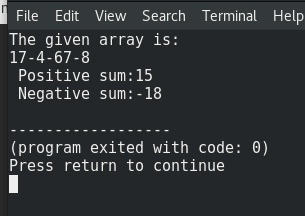 File Edit View Search Terminal Help
The given array is:
17-4-67-8
Positive sum:15
Negative sum:-18
------------------
(program exited with code: 0)
Press return to continue